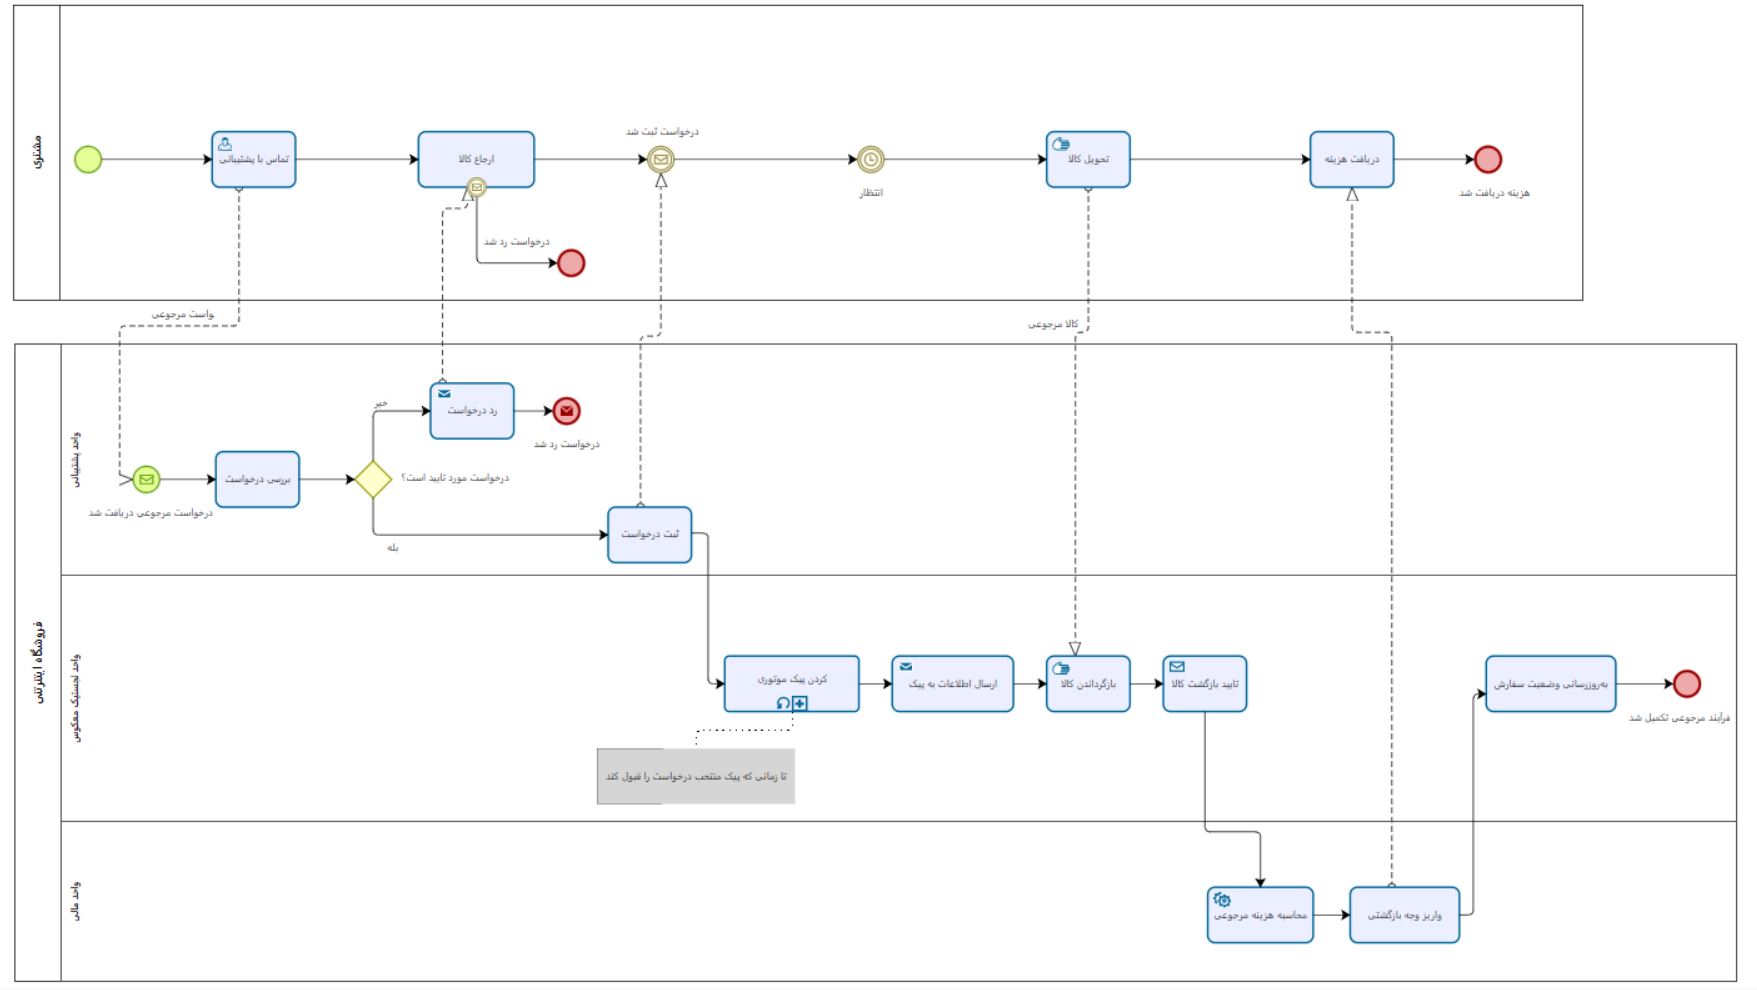 مشتری
تماس با پشتیبانی
ارجاع کالا
درخواست ثبت شد
انتظار
تحویل کالا
دریافت هزینه
هزینه دریافت شد
درخواست رد شد
واست مرجوعی
کالا مرجوعی
فروشگاه اینترنتی
واحد پشتیبانی
درخواست مرجوعی دریافت شد
بررسی درخواست
درخواست مورد تایید است؟
خیر
رد درخواست
درخواست رد شد
بله
ثبت درخواست
واحد لجستیک معکوس
کردن پیک موتوری
ارسال اطلاعات به پیک
بازگرداندن کالا
تایید بازگشت کالا
به‌روزرسانی وضعیت سفارش
فرآیند مرجوعی تکمیل شد
تا زمانی که پیک منتخب درخواست را قبول کند
واحد مالی
محاسبه هزینه مرجوعی
واریز وجه بازگشتی